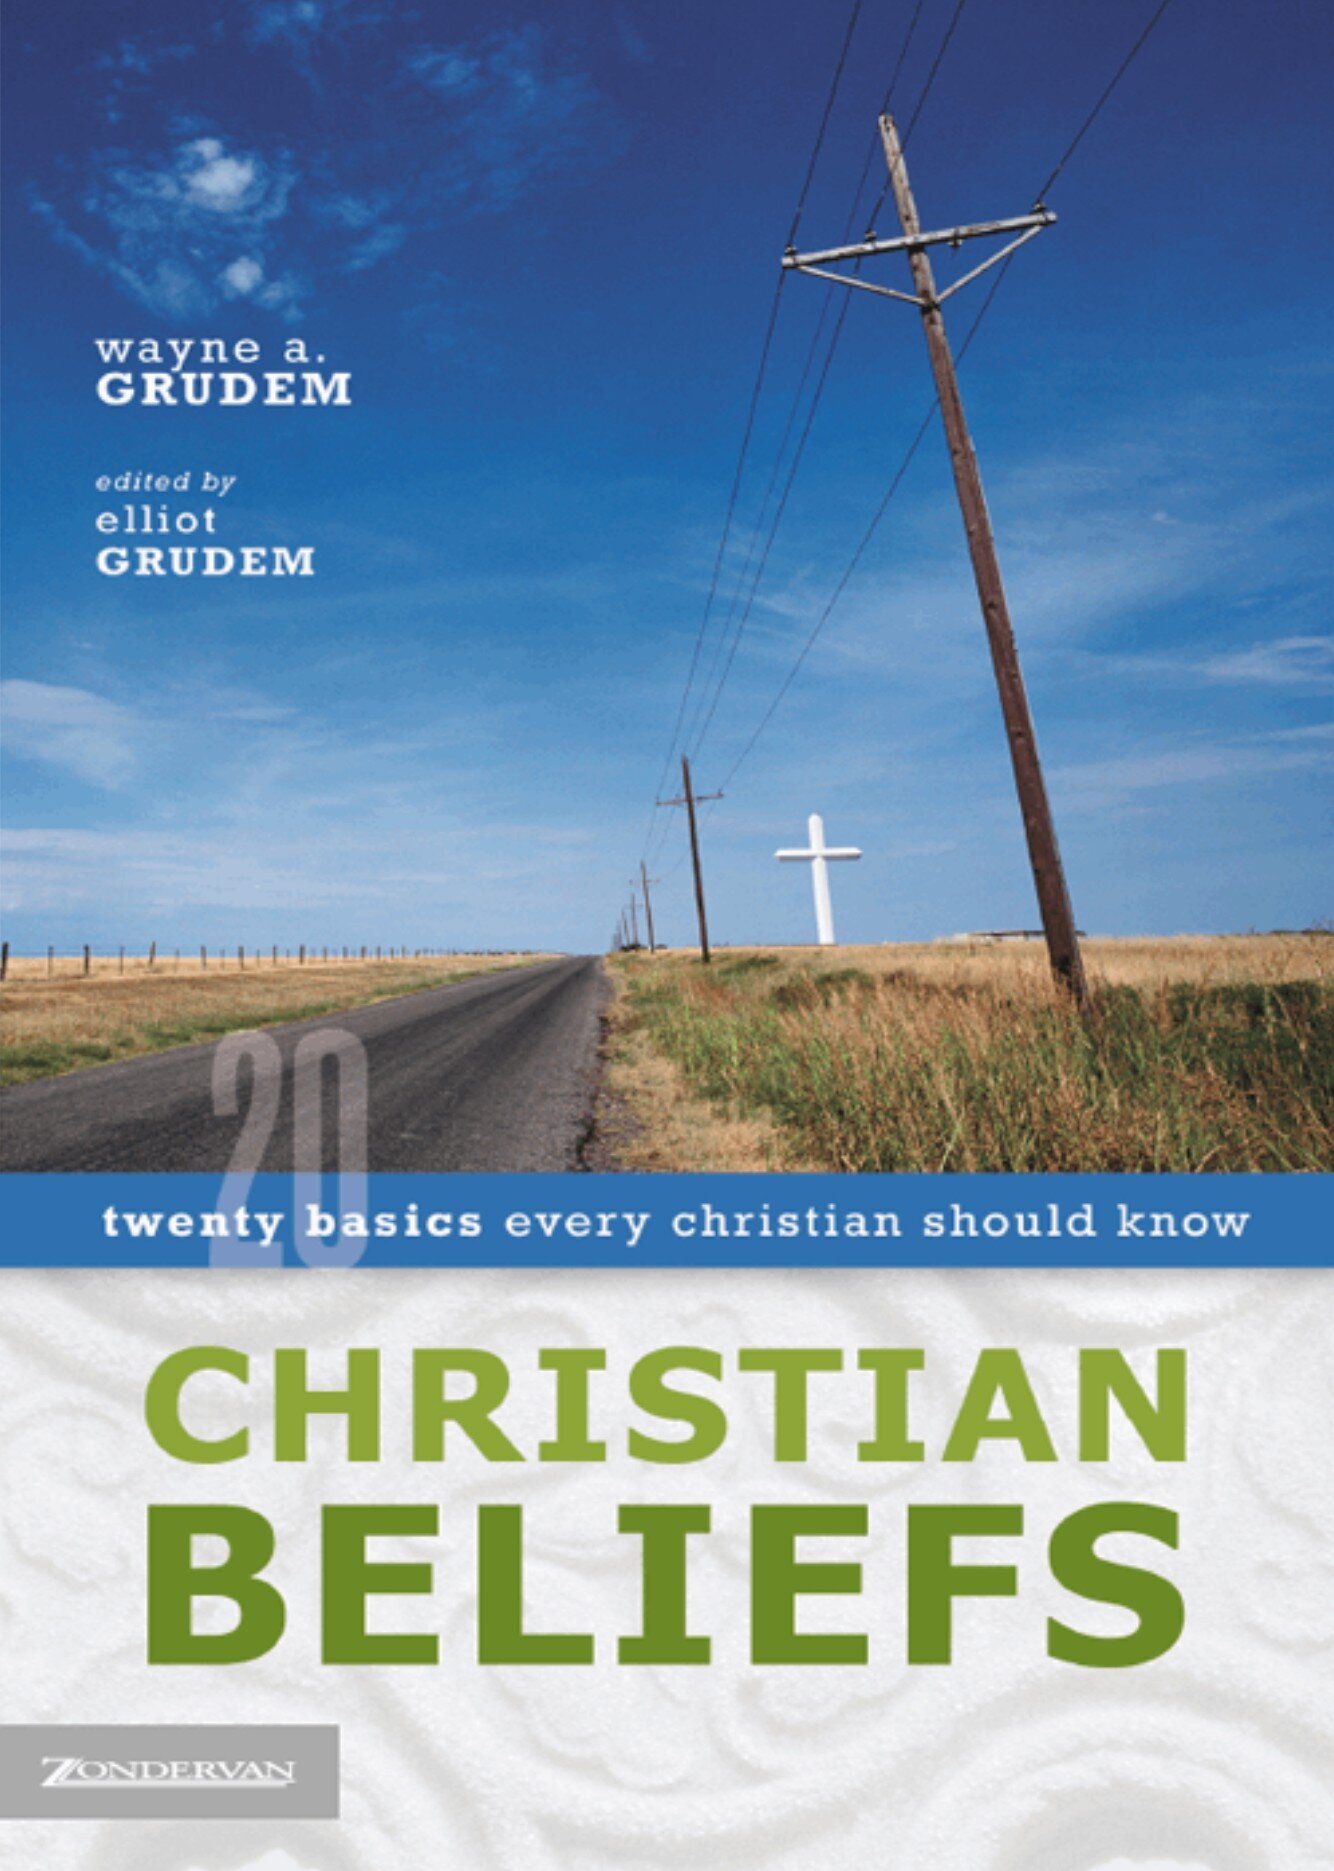 wayne a.
GRUDEM
edited by
elliot
GRUDEM
20
twenty basics every christian should know
CHRISTIAN
BELIEFS
ZONDERVAN